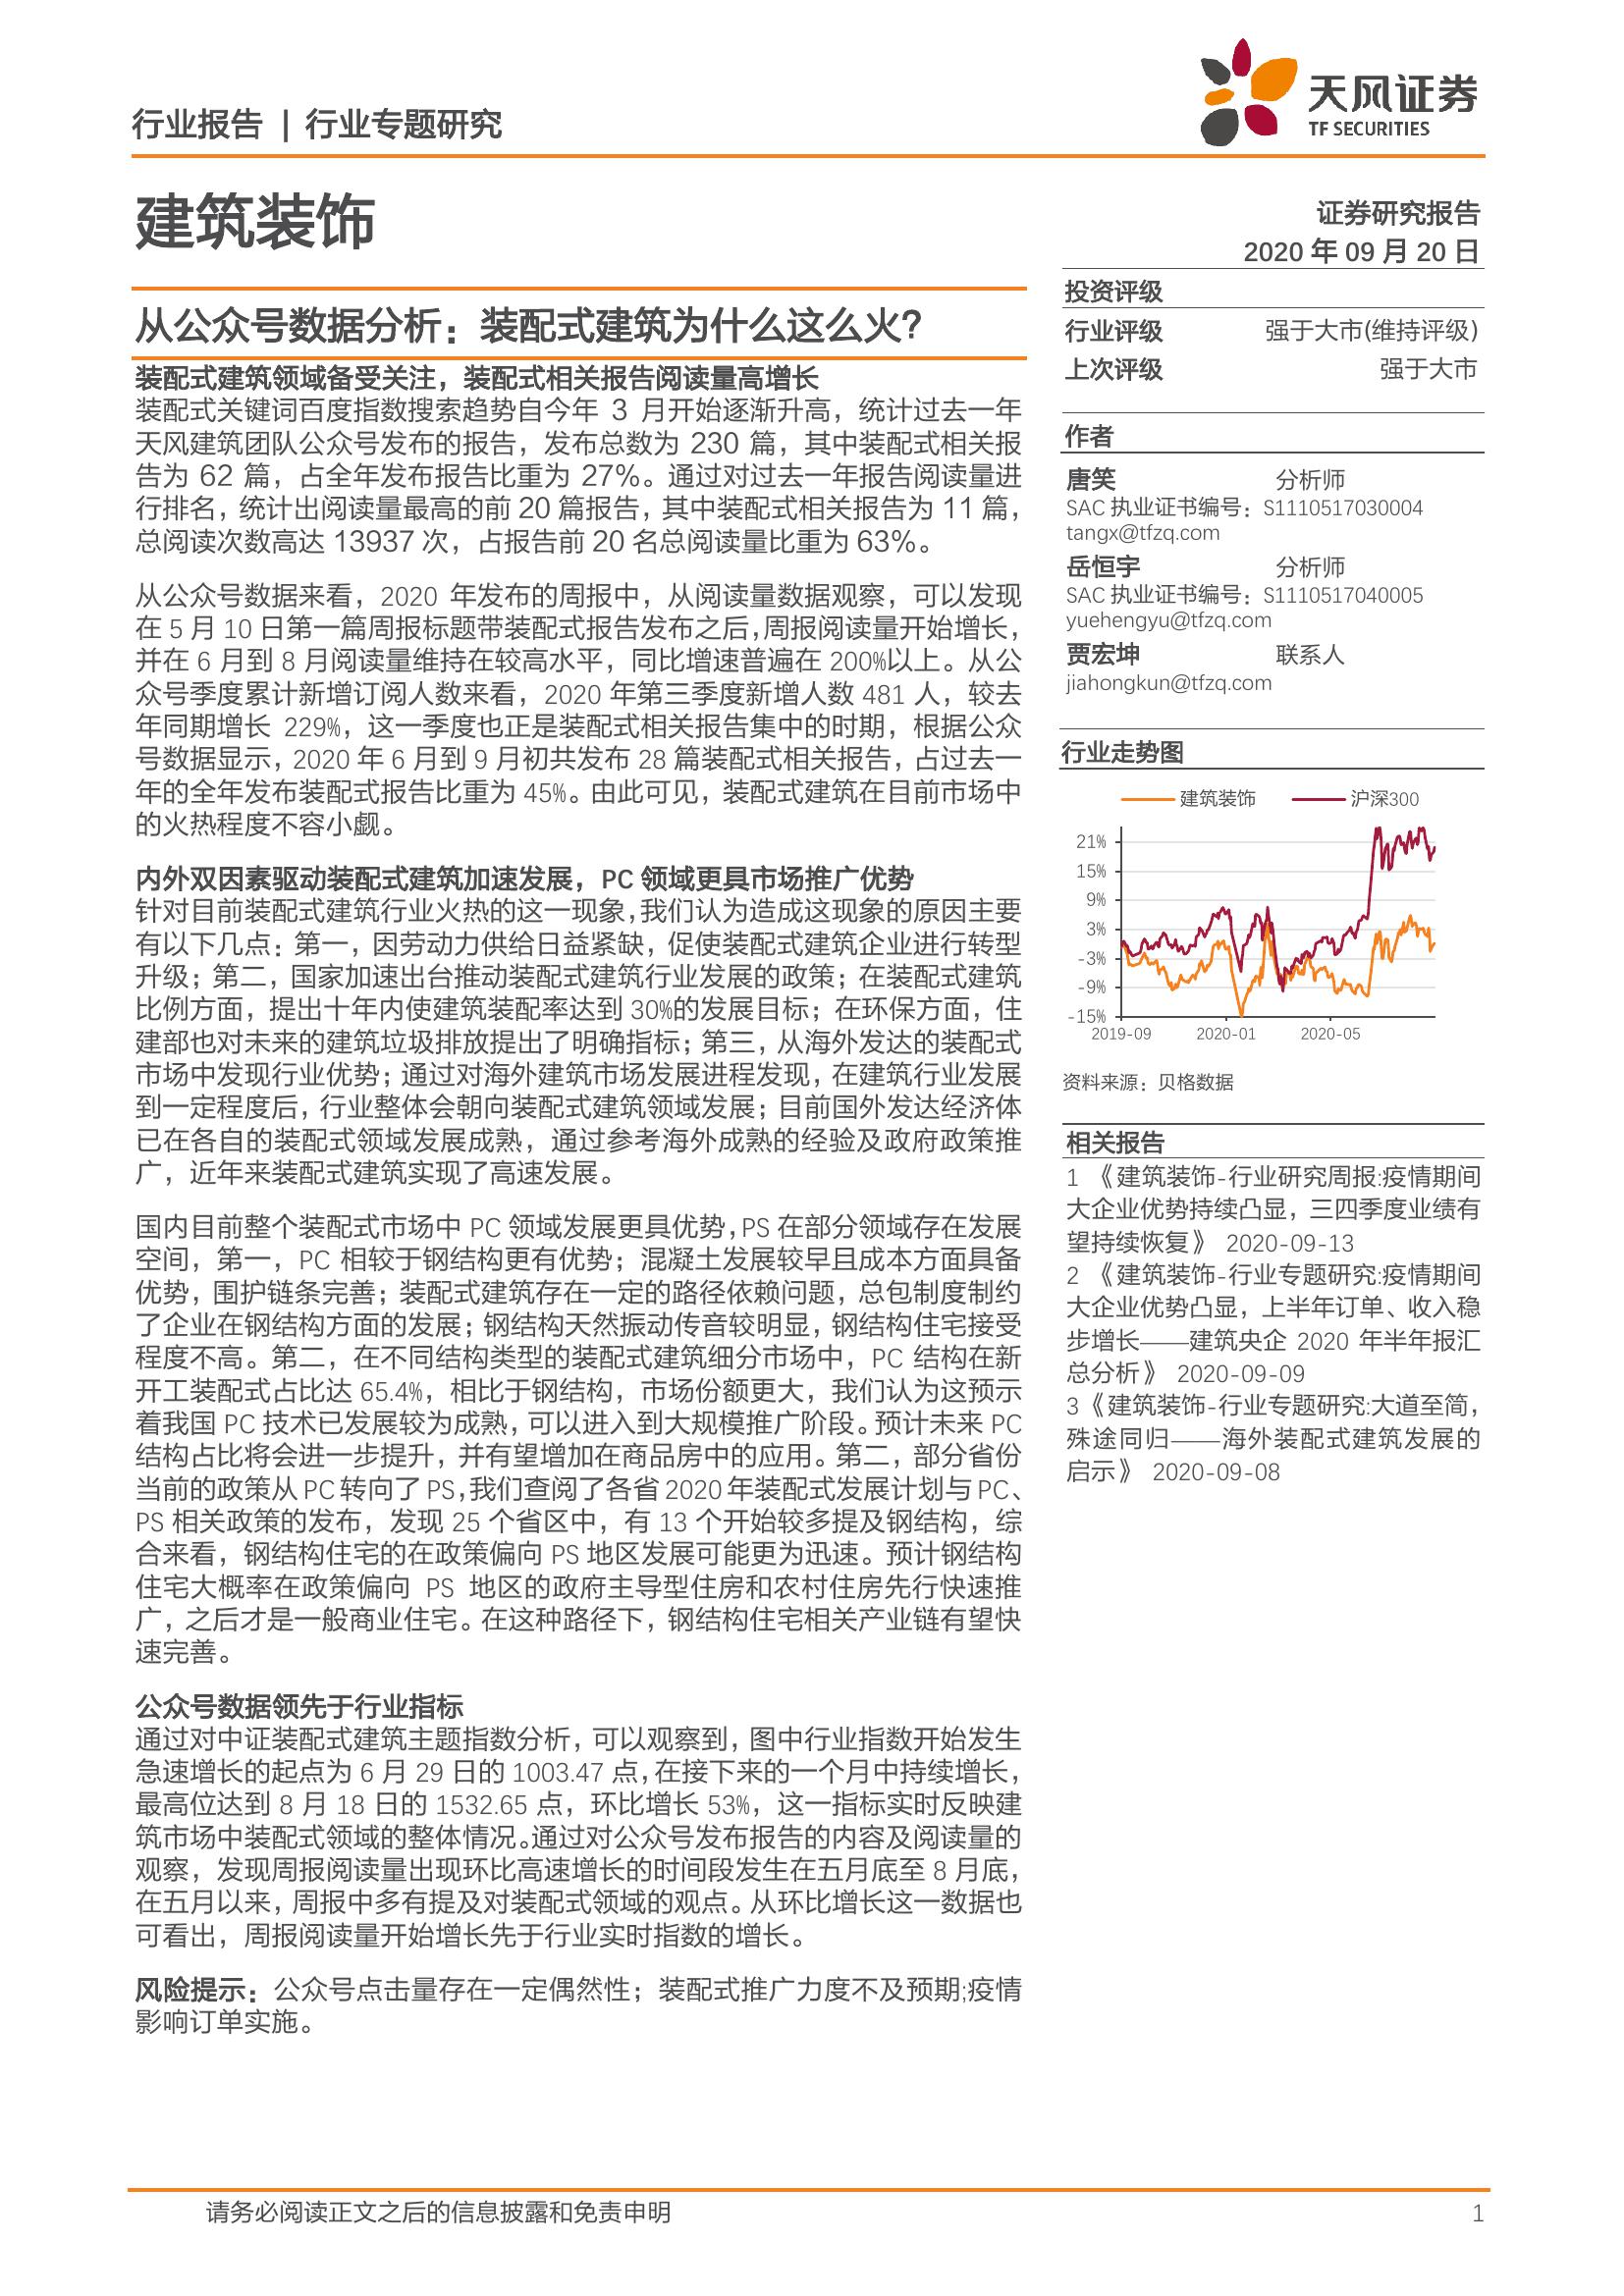 行业报告 | 行业专题研究
天风证券
TF SECURITIES
建筑装饰
证券研究报告
2020 年 09 月 20 日
从公众号数据分析：装配式建筑为什么这么火？
装配式建筑领域备受关注，装配式相关报告阅读量高增长
装配式关键词百度指数搜索趋势自今年 3 月开始逐渐升高，统计过去一年
天风建筑团队公众号发布的报告，发布总数为 230 篇，其中装配式相关报
告为 62 篇，占全年发布报告比重为 27%。通过对过去一年报告阅读量进
行排名，统计出阅读量最高的前 20 篇报告，其中装配式相关报告为 11 篇，
总阅读次数高达 13937 次，占报告前 20 名总阅读量比重为 63%。
从公众号数据来看，2020 年发布的周报中，从阅读量数据观察，可以发现
在 5 月 10 日第一篇周报标题带装配式报告发布之后，周报阅读量开始增长，
并在 6 月到 8 月阅读量维持在较高水平，同比增速普遍在 200%以上。从公
众号季度累计新增订阅人数来看，2020 年第三季度新增人数 481 人，较去
年同期增长 229%，这一季度也正是装配式相关报告集中的时期，根据公众
号数据显示，2020 年 6 月到 9 月初共发布 28 篇装配式相关报告，占过去一
年的全年发布装配式报告比重为 45%。由此可见，装配式建筑在目前市场中
的火热程度不容小觑。
内外双因素驱动装配式建筑加速发展，PC 领域更具市场推广优势
针对目前装配式建筑行业火热的这一现象，我们认为造成这现象的原因主要
有以下几点：第一，因劳动力供给日益紧缺，促使装配式建筑企业进行转型
升级；第二，国家加速出台推动装配式建筑行业发展的政策；在装配式建筑
比例方面，提出十年内使建筑装配率达到 30%的发展目标；在环保方面，住
建部也对未来的建筑垃圾排放提出了明确指标；第三，从海外发达的装配式
市场中发现行业优势；通过对海外建筑市场发展进程发现，在建筑行业发展
到一定程度后，行业整体会朝向装配式建筑领域发展；目前国外发达经济体
已在各自的装配式领域发展成熟，通过参考海外成熟的经验及政府政策推
广，近年来装配式建筑实现了高速发展。
国内目前整个装配式市场中 PC 领域发展更具优势，PS 在部分领域存在发展
空间，第一，PC 相较于钢结构更有优势；混凝土发展较早且成本方面具备
优势，围护链条完善；装配式建筑存在一定的路径依赖问题，总包制度制约
了企业在钢结构方面的发展；钢结构天然振动传音较明显，钢结构住宅接受
程度不高。第二，在不同结构类型的装配式建筑细分市场中，PC 结构在新
开工装配式占比达 65.4%，相比于钢结构，市场份额更大，我们认为这预示
着我国 PC 技术已发展较为成熟，可以进入到大规模推广阶段。预计未来 PC
结构占比将会进一步提升，并有望增加在商品房中的应用。第二，部分省份
当前的政策从 PC 转向了 PS，我们查阅了各省 2020 年装配式发展计划与 PC、
PS 相关政策的发布，发现 25 个省区中，有 13 个开始较多提及钢结构，综
合来看，钢结构住宅的在政策偏向 PS 地区发展可能更为迅速。预计钢结构
住宅大概率在政策偏向 PS 地区的政府主导型住房和农村住房先行快速推
广，之后才是一般商业住宅。在这种路径下，钢结构住宅相关产业链有望快
速完善。
公众号数据领先于行业指标
通过对中证装配式建筑主题指数分析，可以观察到，图中行业指数开始发生
急速增长的起点为 6 月 29 日的 1003.47 点，在接下来的一个月中持续增长，
最高位达到 8 月 18 日的 1532.65 点，环比增长 53%，这一指标实时反映建
筑市场中装配式领域的整体情况。通过对公众号发布报告的内容及阅读量的
观察，发现周报阅读量出现环比高速增长的时间段发生在五月底至 8 月底，
在五月以来，周报中多有提及对装配式领域的观点。从环比增长这一数据也
可看出，周报阅读量开始增长先于行业实时指数的增长。
风险提示：公众号点击量存在一定偶然性；装配式推广力度不及预期;疫情
影响订单实施。
投资评级
行业评级 强于大市(维持评级)
上次评级 强于大市
作者
唐笑 分析师
SAC 执业证书编号：S1110517030004
tangx@tfzq.com
岳恒宇 分析师
SAC 执业证书编号：S1110517040005
yuehengyu@tfzq.com
贾宏坤 联系人
jiahongkun@tfzq.com
行业走势图
建筑装饰 沪深300
21%
15%
9%
3%
-3%
-9%
-15%
2019-09 2020-01 2020-05
资料来源：贝格数据
相关报告
1 《建筑装饰-行业研究周报:疫情期间
大企业优势持续凸显，三四季度业绩有
望持续恢复》 2020-09-13
2 《建筑装饰-行业专题研究:疫情期间
大企业优势凸显，上半年订单、收入稳
步增长——建筑央企 2020 年半年报汇
总分析》 2020-09-09
3《建筑装饰-行业专题研究:大道至简，
殊途同归——海外装配式建筑发展的
启示》 2020-09-08
请务必阅读正文之后的信息披露和免责申明 1